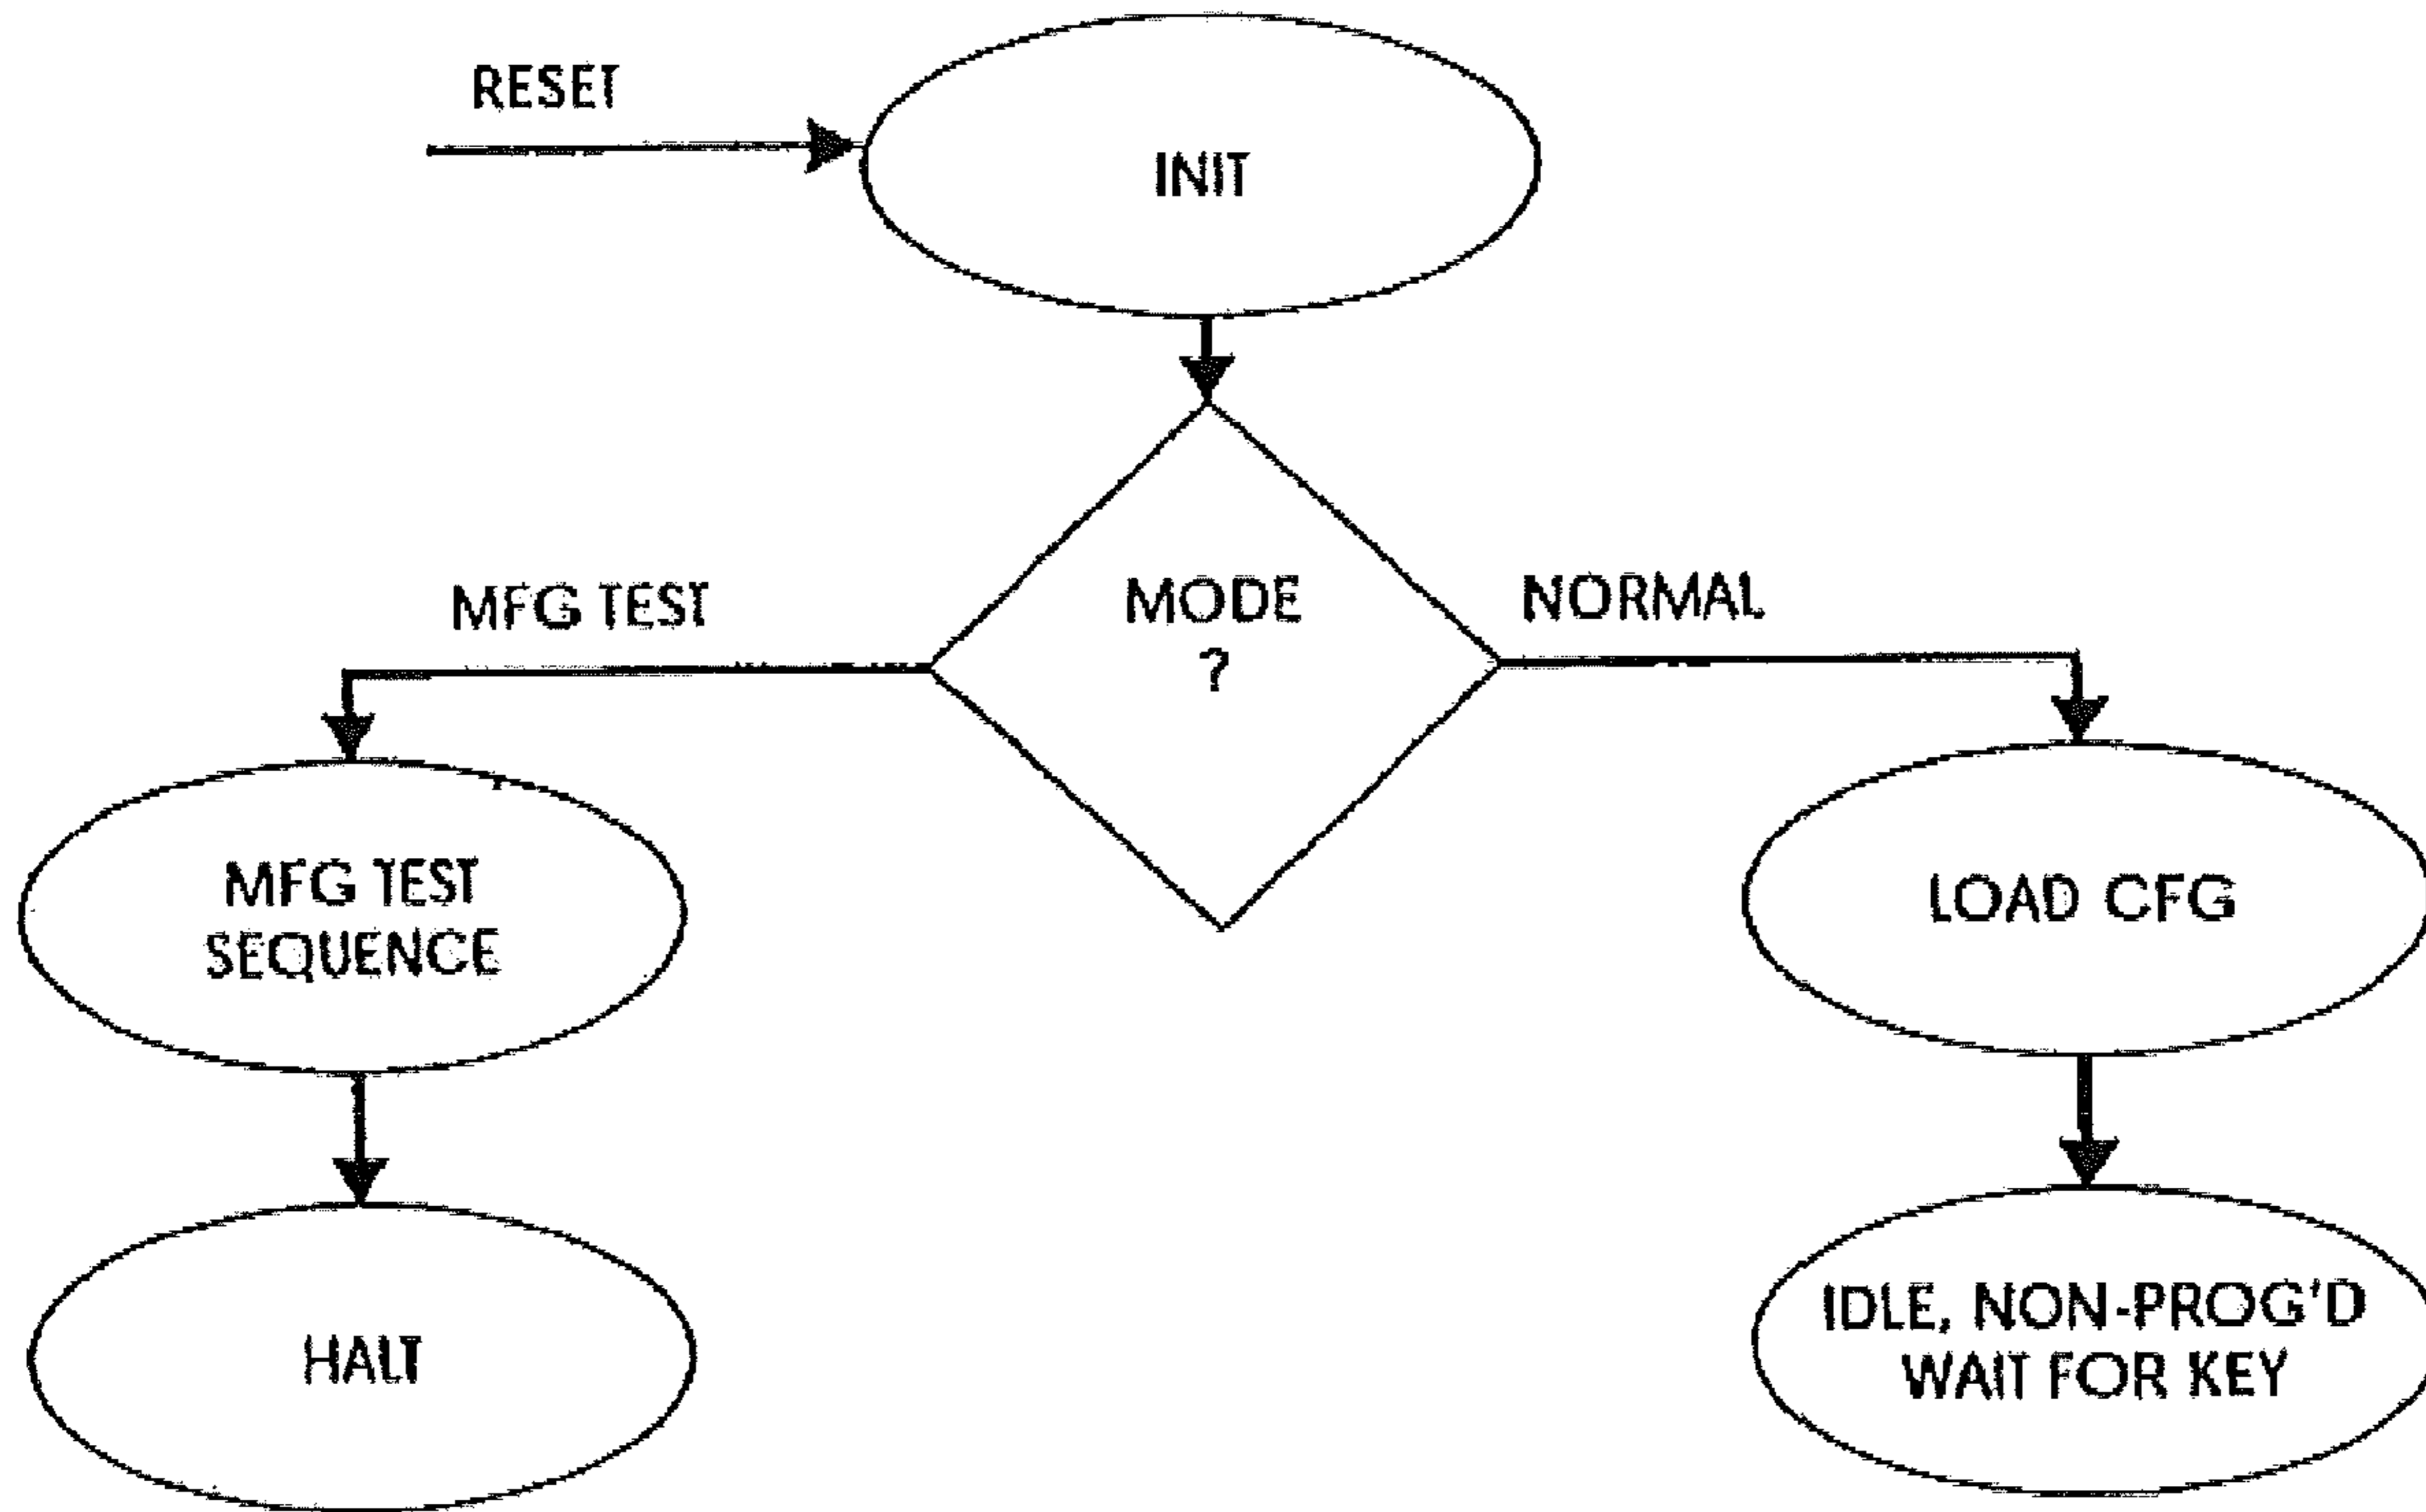 RESET
INIT
MODE
?
MFG TEST
NORMAL
MFG TEST
SEQUENCE
LOAD CFG
HALT
IDLE, NON-PROG'D
WAIT FOR KEY